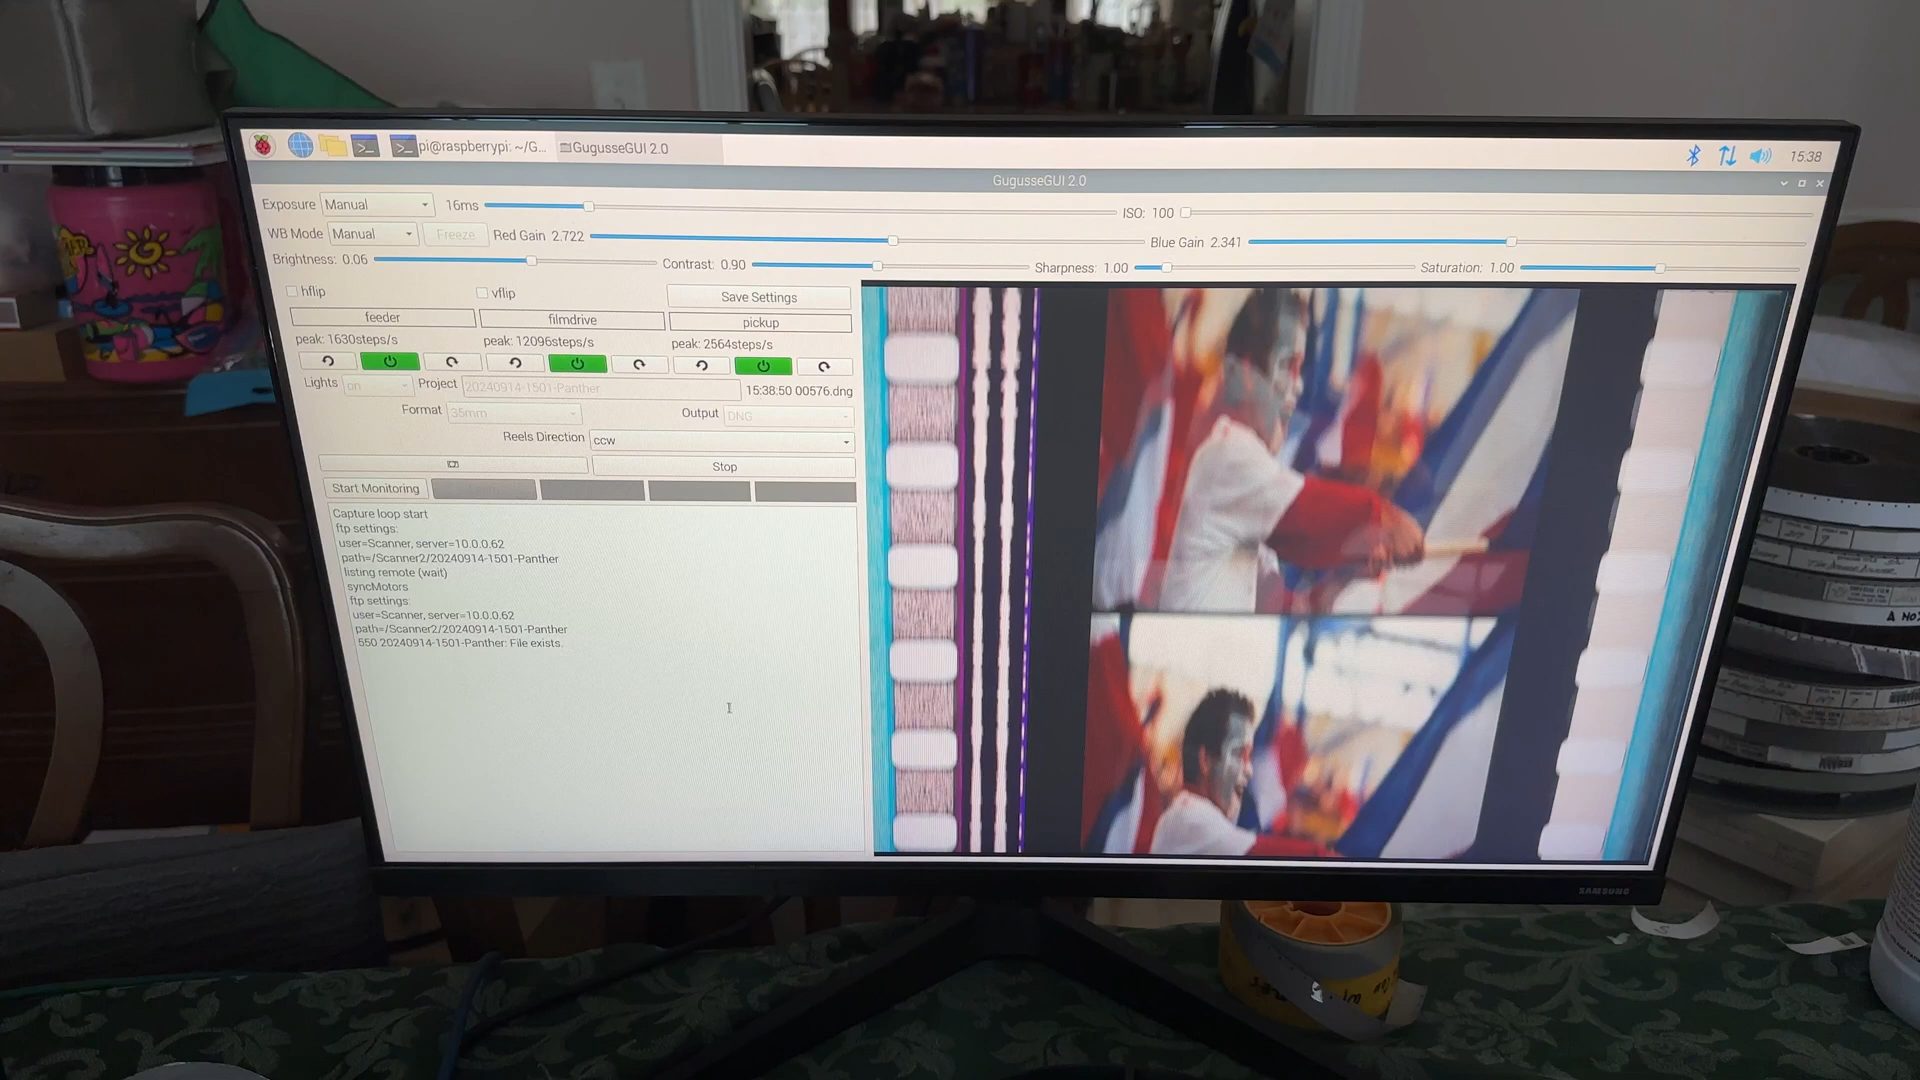 pi@raspberrypi: ~/G...
GugusseGUI 2.0
15:38
GugusseGUI 2.0
Exposure Manual 16ms ISO: 100
WB Mode Manual Freeze Red Gain 2.722 Blue Gain 2.341
Brightness: 0.06 Contrast: 0.90 Sharpness: 1.00 Saturation: 1.00
hflip vflip Save Settings
feeder filmdrive pickup
peak: 1630steps/s peak: 12096steps/s peak: 2564steps/s
Lights on Project 20240914-1501-Panther 15:38:50 00576.dng
Format 35mm Output DNG
Reels Direction ccw
Stop
Start Monitoring
Capture loop start
ftp settings:
user=Scanner, server=10.0.0.62
path=/Scanner2/20240914-1501-Panther
listing remote (wait)
syncMotors
ftp settings:
user=Scanner, server=10.0.0.62
path=/Scanner2/20240914-1501-Panther
550 20240914-1501-Panther: File exists.
SAMSUNG